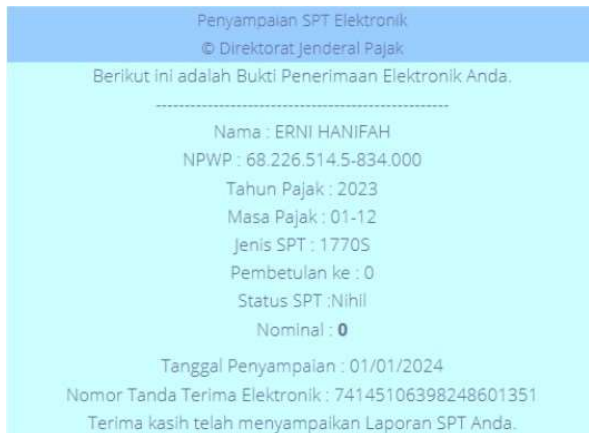 Penyampaian SPT Elektronik
© Direktorat Jenderal Pajak
Berikut ini adalah Bukti Penerimaan Elektronik Anda.
--------------------------------------------------
Nama : ERNI HANIFAH
NPWP : 68.226.514.5-834.000
Tahun Pajak : 2023
Masa Pajak : 01-12
Jenis SPT : 1770S
Pembetulan ke : 0
Status SPT :Nihil
Nominal : 0
Tanggal Penyampaian : 01/01/2024
Nomor Tanda Terima Elektronik : 74145106398248601351
Terima kasih telah menyampaikan Laporan SPT Anda.